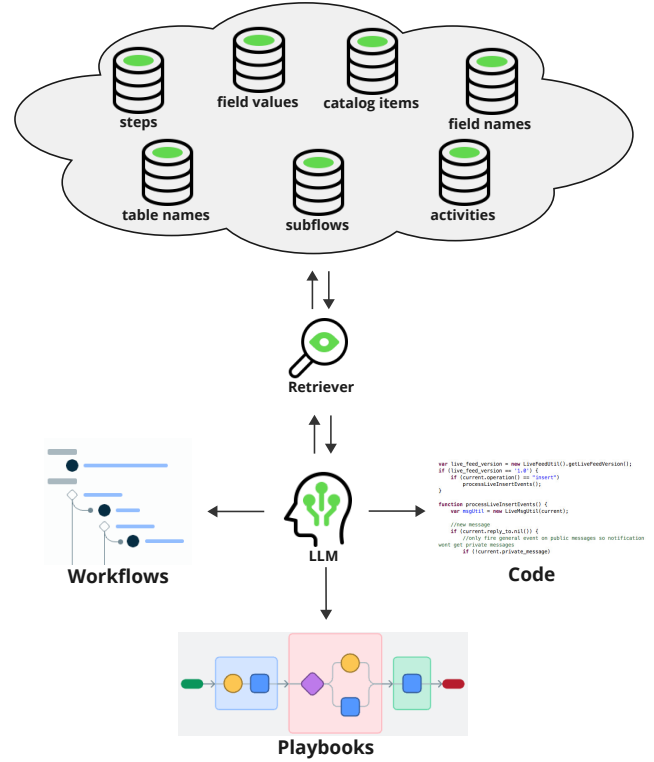 steps
field values
catalog items
field names
table names
subflows
activities
Retriever
LLM
Workflows
var live_feed_version = new LiveFeedUtil().getLiveFeedVersion();
if (live_feed_version == '1.0') {
if (current.operation() == "insert")
processLiveInsertEvents();
}
function processLiveInsertEvents() {
var msgUtil = new LiveMsgUtil(current);
//new message
if (current.reply_to.nil()) {
//only fire general event on public messages so notification
wont get private messages
if (!current.private_message)
Code
Playbooks